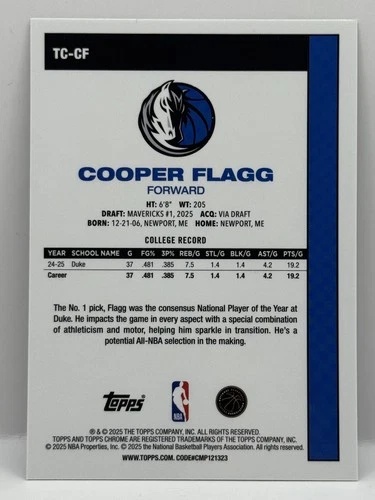 TC-CF
COOPER FLAGG
FORWARD
HT: 6'8" WT: 205
DRAFT: MAVERICKS #1, 2025 ACQ: VIA DRAFT
BORN: 12-21-06, NEWPORT, ME HOME: NEWPORT, ME
COLLEGE RECORD
YEAR SCHOOL NAME G FG% 3P% REB/G STL/G BLK/G AST/G PTS/G
24-25 Duke 37 .481 .385 7.5 1.4 1.4 4.2 19.2
Career 37 .481 .385 7.5 1.4 1.4 4.2 19.2
The No. 1 pick, Flagg was the consensus National Player of the Year at
Duke. He impacts the game in every aspect with a special combination
of athleticism and motor, helping him sparkle in transition. He's a
potential All-NBA selection in the making.
Topps
NBA
® & © 2025 THE TOPPS COMPANY, INC. ALL RIGHTS RESERVED.
TOPPS AND TOPPS CHROME ARE REGISTERED TRADEMARKS OF THE TOPPS COMPANY, INC.
© 2025 NBA Properties, Inc. © 2025 the National Basketball Players Association. All rights reserved.
WWW.TOPPS.COM. CODE#CMP121323